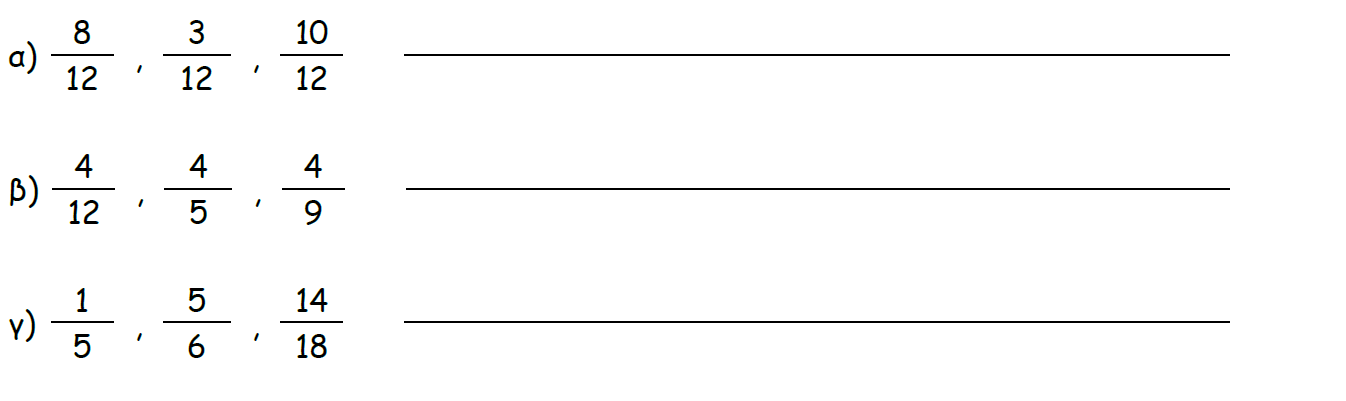 α) 8/12 , 3/12 , 10/12
β) 4/12 , 4/5 , 4/9
γ) 1/5 , 5/6 , 14/18